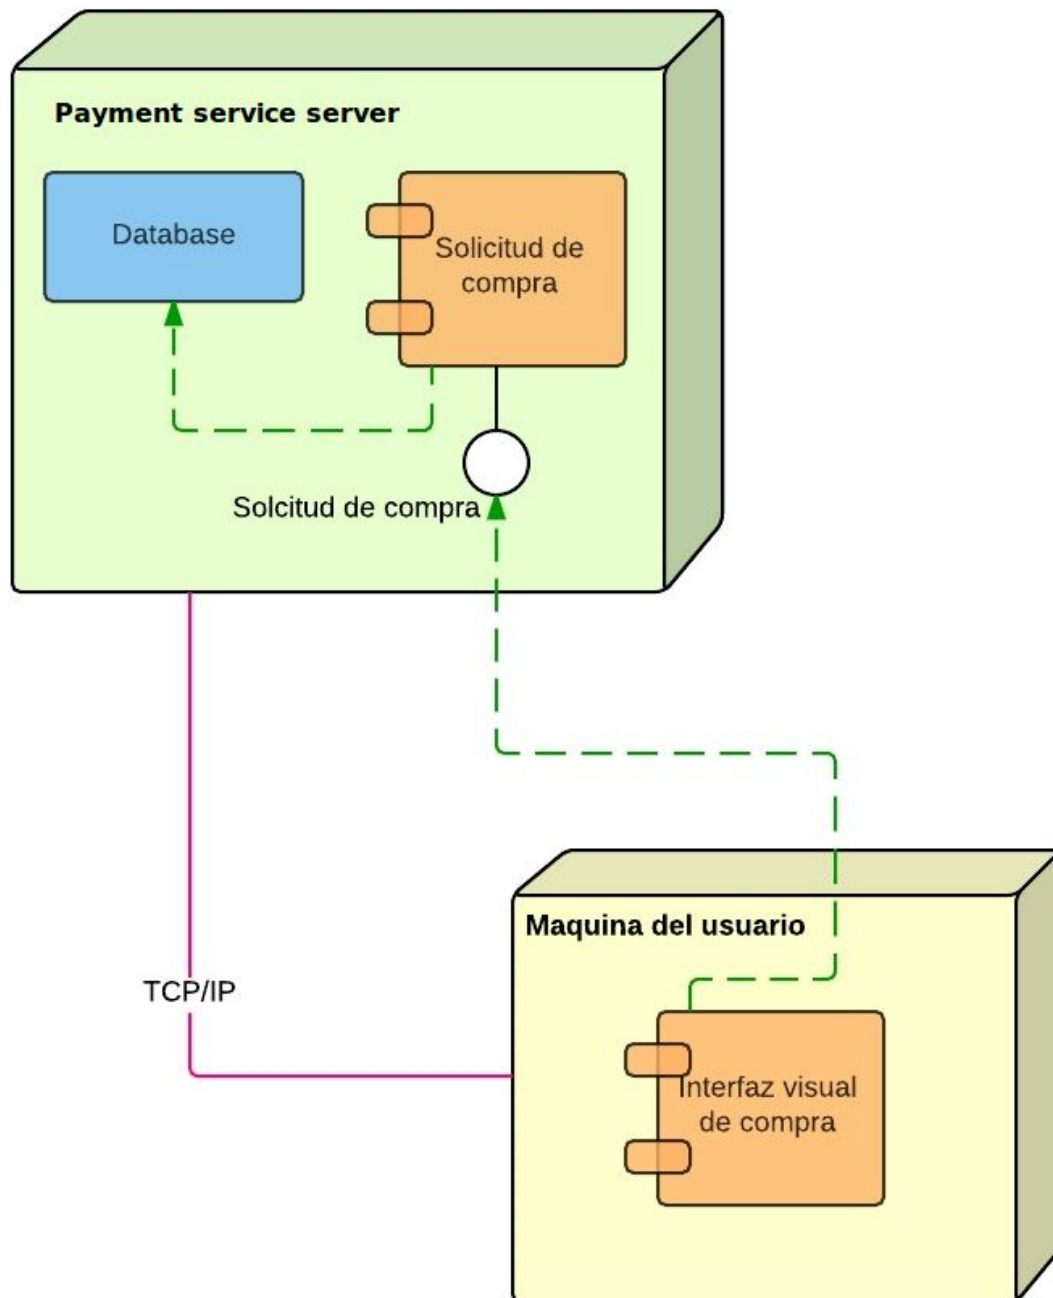 Payment service server
Database
Solicitud de
compra
Solcitud de compra
TCP/IP
Maquina del usuario
Interfaz visual
de compra